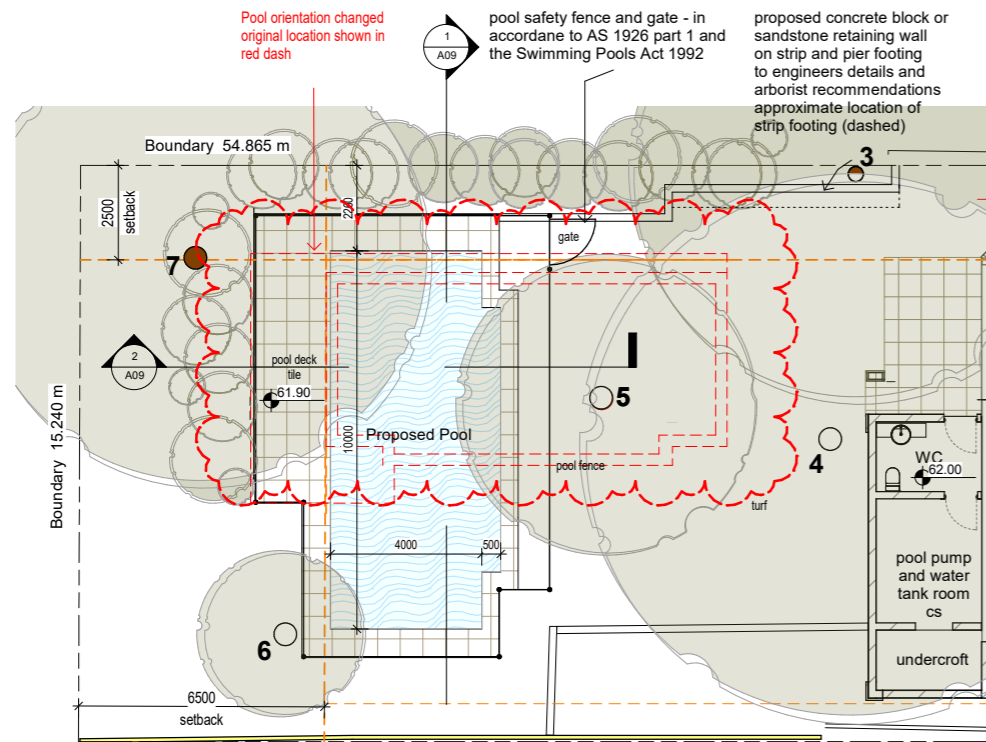 Pool orientation changed
original location shown in
red dash
1
A09
pool safety fence and gate - in
accordane to AS 1926 part 1 and
the Swimming Pools Act 1992
proposed concrete block or
sandstone retaining wall
on strip and pier footing
to engineers details and
arborist recommendations
approximate location of
strip footing (dashed)
Boundary 54.865 m
3
2500
setback
2200
gate
7
2
A09
pool deck
tile
61.90
5
Proposed Pool
10000
pool fence
4
WC
62.00
turf
Boundary 15.240 m
4000
500
pool pump
and water
tank room
cs
6
undercroft
6500
setback